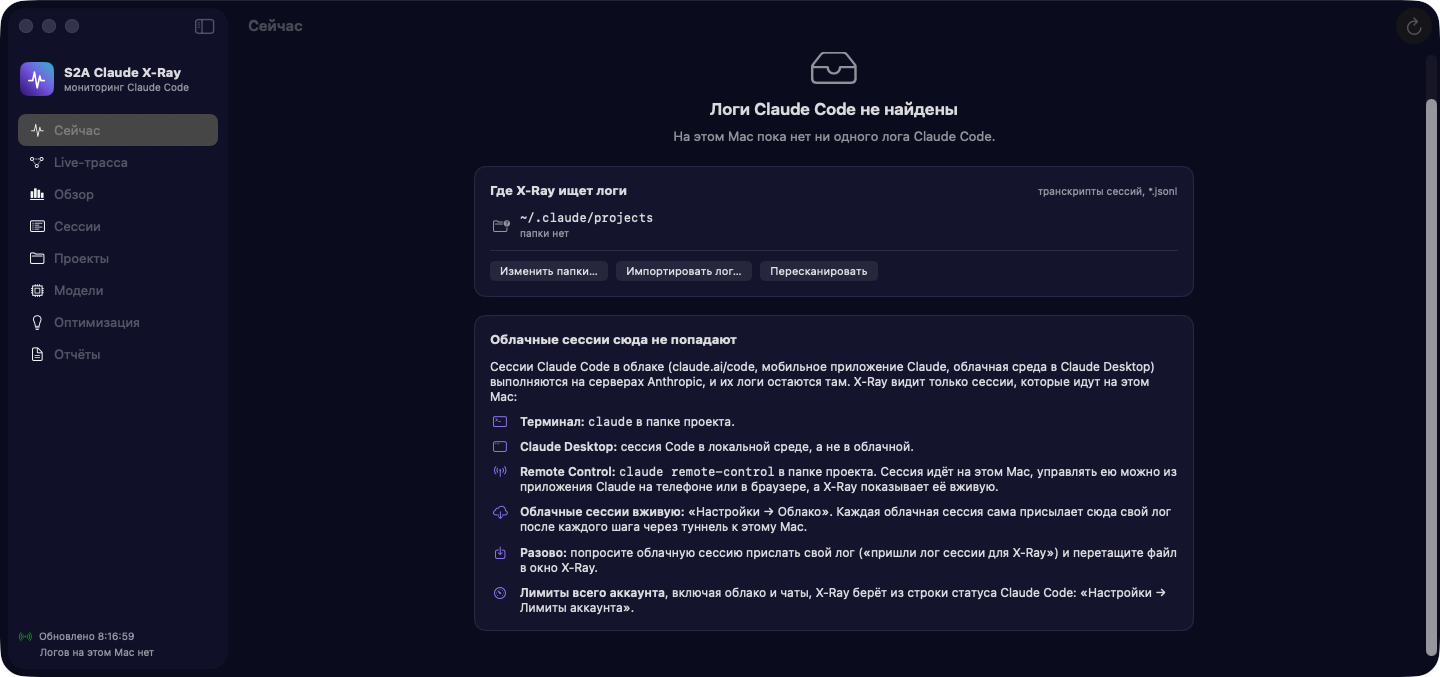 Сейчас
S2A Claude X-Ray
мониторинг Claude Code
Сейчас
Live-трасса
Обзор
Сессии
Проекты
Модели
Оптимизация
Отчёты
Обновлено 8:16:59
Логов на этом Mac нет
Логи Claude Code не найдены
На этом Mac пока нет ни одного лога Claude Code.
Где X-Ray ищет логи
транскрипты сессий, *.jsonl
~/.claude/projects
папки нет
Изменить папки...
Импортировать лог...
Пересканировать
Облачные сессии сюда не попадают
Сессии Claude Code в облаке (claude.ai/code, мобильное приложение Claude, облачная среда в Claude Desktop)
выполняются на серверах Anthropic, и их логи остаются там. X-Ray видит только сессии, которые идут на этом
Mac:
Терминал: claude в папке проекта.
Claude Desktop: сессия Code в локальной среде, а не в облачной.
Remote Control: claude remote-control в папке проекта. Сессия идёт на этом Mac, управлять ею можно из
приложения Claude на телефоне или в браузере, а X-Ray показывает её вживую.
Облачные сессии вживую: «Настройки → Облако». Каждая облачная сессия сама присылает сюда свой лог
после каждого шага через туннель к этому Mac.
Разово: попросите облачную сессию прислать свой лог («пришли лог сессии для X-Ray») и перетащите файл
в окно X-Ray.
Лимиты всего аккаунта, включая облако и чаты, X-Ray берёт из строки статуса Claude Code: «Настройки →
Лимиты аккаунта».